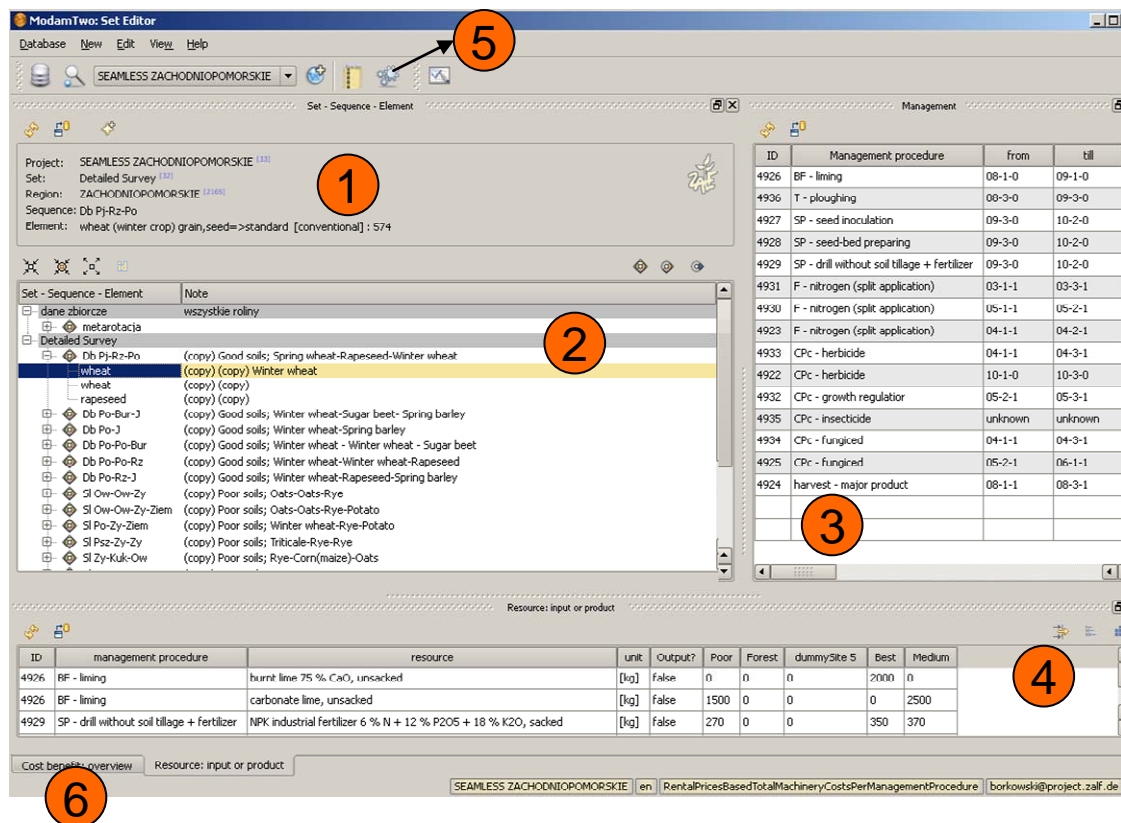 ModamTwo: Set Editor
Database New Edit View Help
5
SEAMLESS ZACHODNIOPOMORSKIE
Set - Sequence - Element
Management
Project: SEAMLESS ZACHODNIOPOMORSKIE [33]
Set: Detailed Survey [32]
Region: ZACHODNIOPOMORSKIE [2165]
Sequence: Db Pj-Rz-Po
Element: wheat (winter crop) grain,seed=>standard [conventional] : 574
1
Zalf
Set - Sequence - Element Note
dane zbiorcze wszystkie roliny
metarotacja
Detailed Survey
Db Pj-Rz-Po (copy) Good soils; Spring wheat-Rapeseed-Winter wheat
wheat (copy) (copy) Winter wheat
wheat (copy) (copy)
rapeseed (copy) (copy)
Db Po-Bur-J (copy) Good soils; Winter wheat-Sugar beet- Spring barley
Db Po-J (copy) Good soils; Winter wheat-Spring barley
Db Po-Po-Bur (copy) Good soils; Winter wheat - Winter wheat - Sugar beet
Db Po-Po-Rz (copy) Good soils; Winter wheat-Winter wheat-Rapeseed
Db Po-Rz-J (copy) Good soils; Winter wheat-Rapeseed-Spring barley
Sl Ow-Ow-Zy (copy) Poor soils; Oats-Oats-Rye
Sl Ow-Ow-Zy-Ziem (copy) Poor soils; Oats-Oats-Rye-Potato
Sl Po-Zy-Ziem (copy) Poor soils; Winter wheat-Rye-Potato
Sl Psz-Zy-Zy (copy) Poor soils; Triticale-Rye-Rye
Sl Zy-Kuk-Ow (copy) Poor soils; Rye-Corn(maize)-Oats
2
ID Management procedure from till
4926 BF - liming 08-1-0 09-1-0
4936 T - ploughing 08-3-0 09-3-0
4927 SP - seed inoculation 09-3-0 10-2-0
4928 SP - seed-bed preparing 09-3-0 10-2-0
4929 SP - drill without soil tillage + fertilizer 09-3-0 10-2-0
4931 F - nitrogen (split application) 03-1-1 03-3-1
4930 F - nitrogen (split application) 05-1-1 05-2-1
4923 F - nitrogen (split application) 04-1-1 04-2-1
4933 CPc - herbicide 04-1-1 04-3-1
4922 CPc - herbicide 10-1-0 10-3-0
4932 CPc - growth regulatior 05-2-1 05-3-1
4935 CPc - insecticide unknown unknown
4934 CPc - fungiced 04-1-1 04-3-1
4925 CPc - fungiced 05-2-1 06-1-1
4924 harvest - major product 08-1-1 08-3-1
3
Resource: input or product
ID management procedure resource unit Output? Poor Forest dummySite 5 Best Medium
4926 BF - liming burnt lime 75 % CaO, unsacked [kg] false 0 0 0 2000 0
4926 BF - liming carbonate lime, unsacked [kg] false 1500 0 0 0 2500
4929 SP - drill without soil tillage + fertilizer NPK industrial fertilizer 6 % N + 12 % P2O5 + 18 % K2O, sacked [kg] false 270 0 0 350 370
4
Cost benefit: overview Resource: input or product
6
SEAMLESS ZACHODNIOPOMORSKIE en RentalPricesBasedTotalMachineryCostsPerManagementProcedure borkowski@project.zalf.de